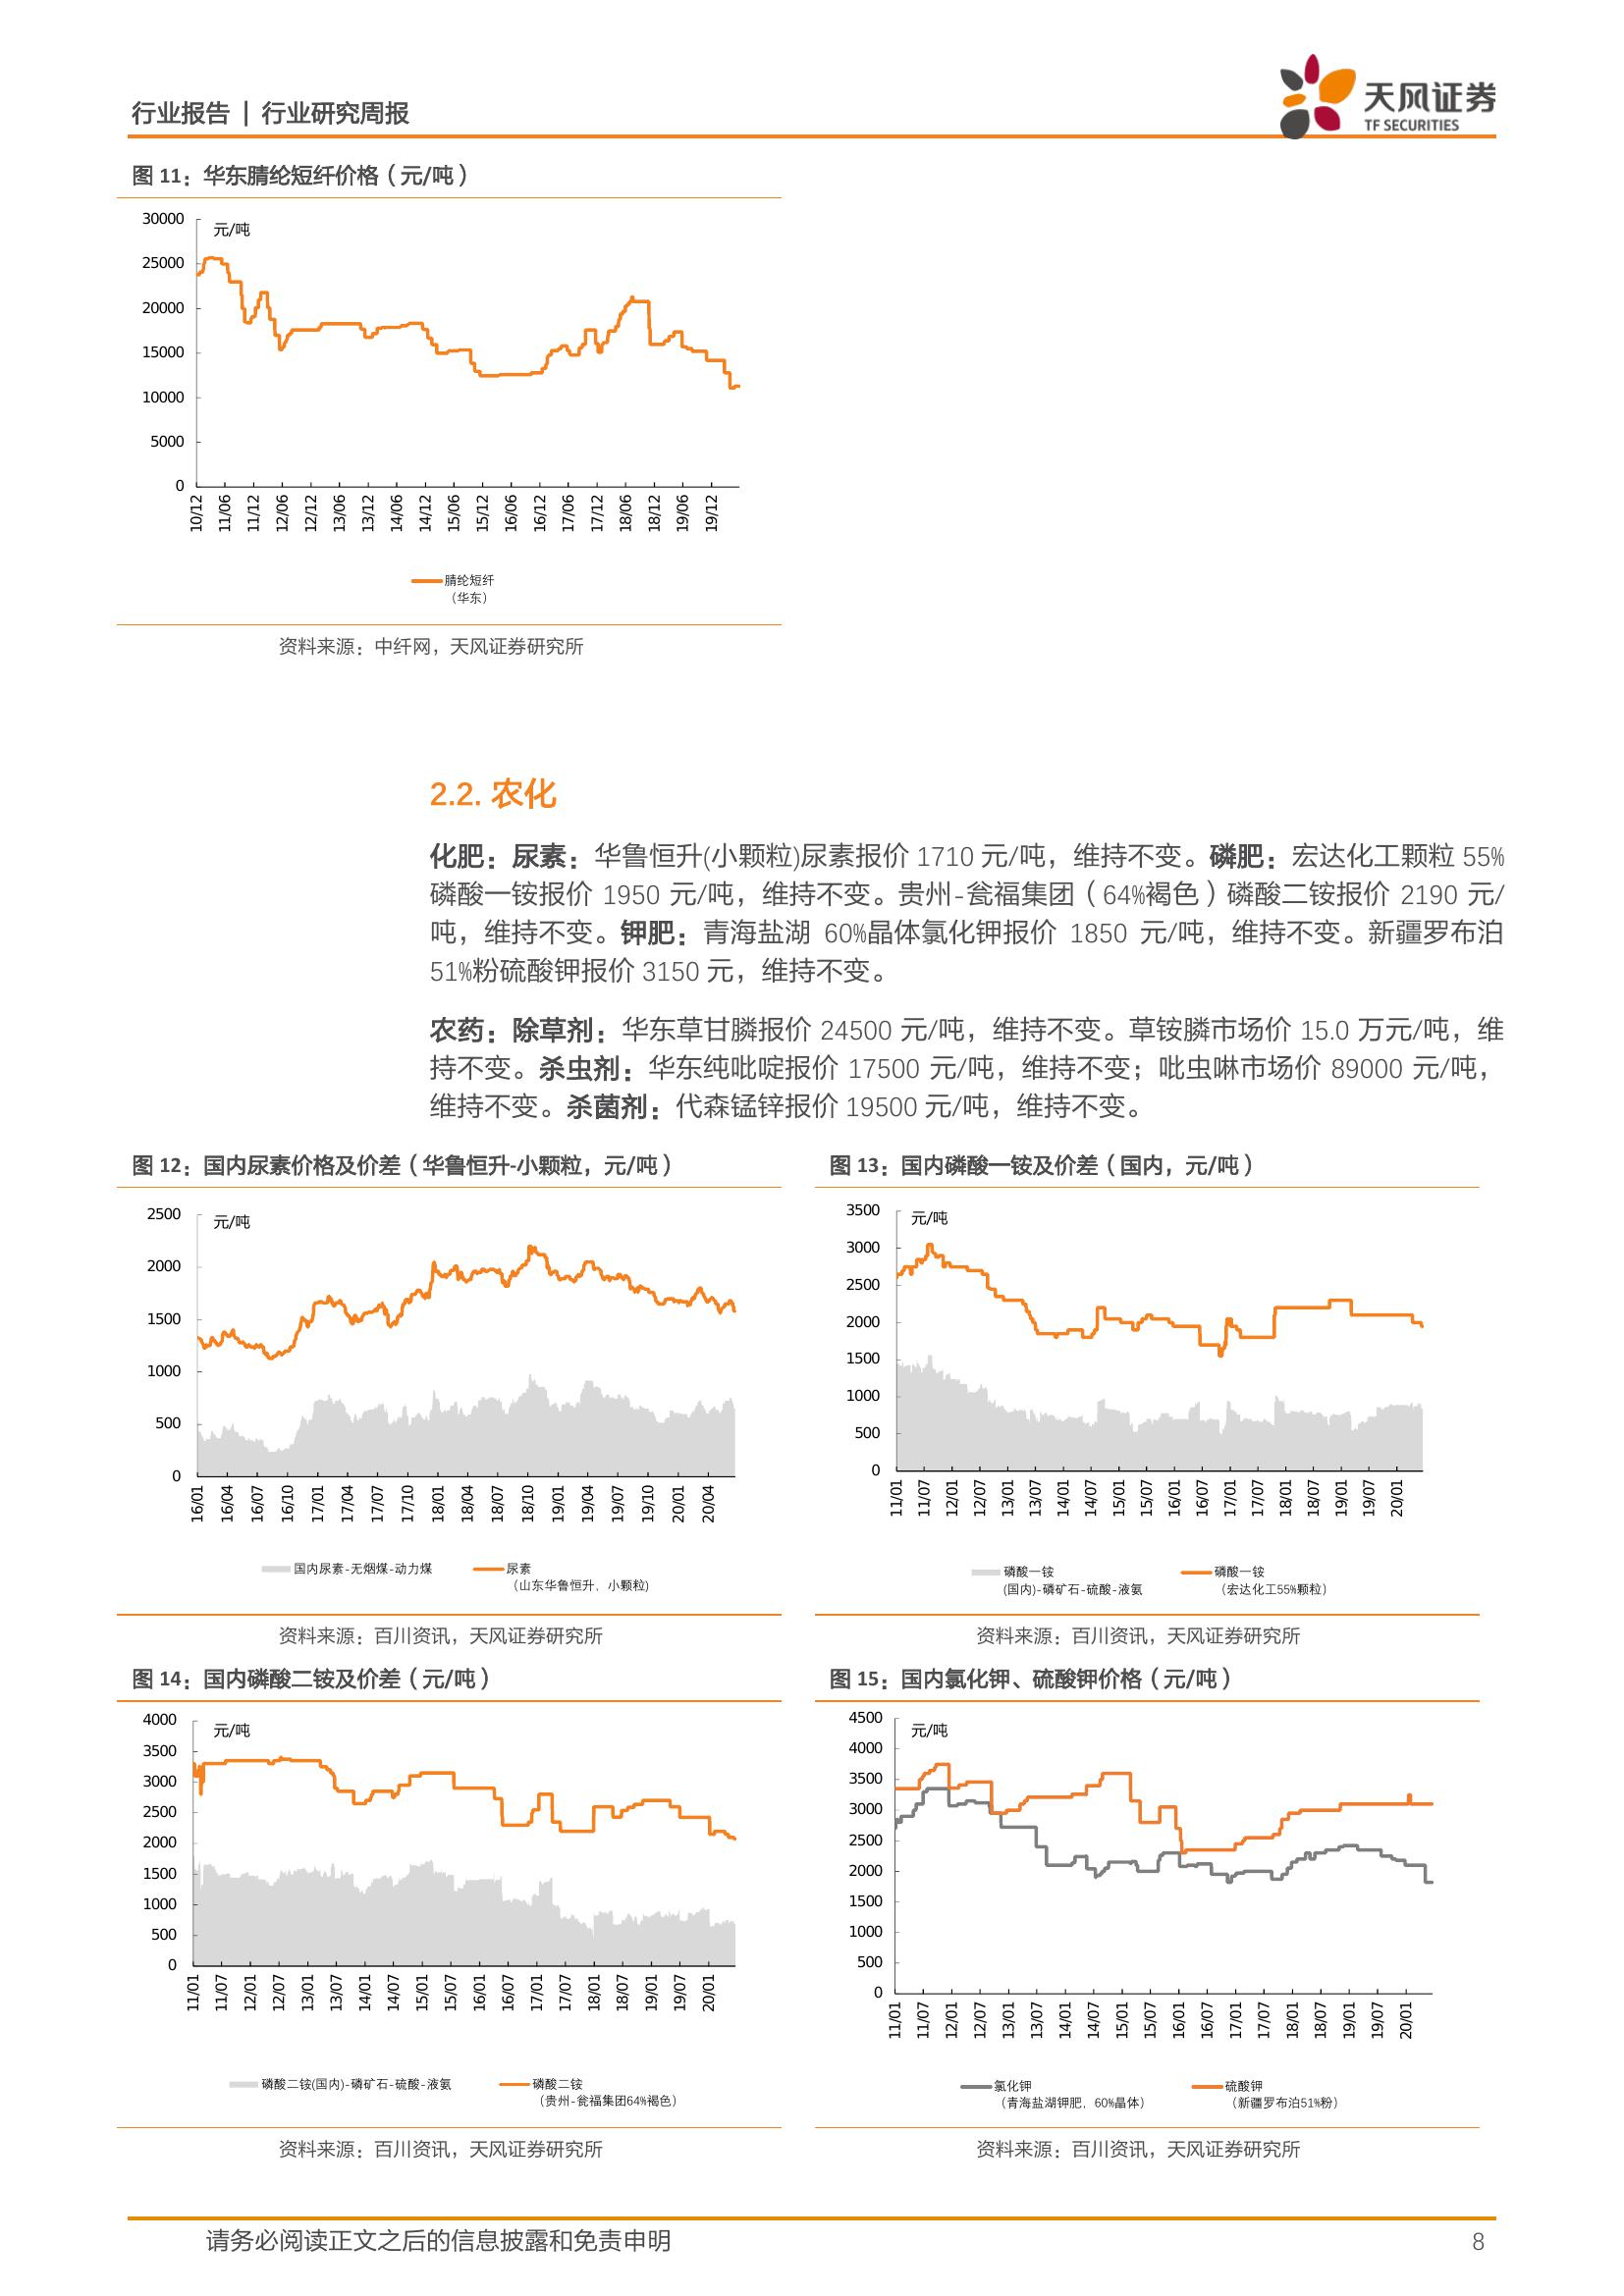 行业报告 | 行业研究周报
天风证券
TF SECURITIES
图 11：华东腈纶短纤价格（元/吨）
元/吨
30000
25000
20000
15000
10000
5000
0
10/12 11/06 11/12 12/06 12/12 13/06 13/12 14/06 14/12 15/06 15/12 16/06 16/12 17/06 17/12 18/06 18/12 19/06 19/12
腈纶短纤
（华东）
资料来源：中纤网，天风证券研究所
2.2. 农化
化肥：尿素：华鲁恒升(小颗粒)尿素报价 1710 元/吨，维持不变。磷肥：宏达化工颗粒 55%
磷酸一铵报价 1950 元/吨，维持不变。贵州-瓮福集团（64%褐色）磷酸二铵报价 2190 元/
吨，维持不变。钾肥：青海盐湖 60%晶体氯化钾报价 1850 元/吨，维持不变。新疆罗布泊
51%粉硫酸钾报价 3150 元，维持不变。
农药：除草剂：华东草甘膦报价 24500 元/吨，维持不变。草铵膦市场价 15.0 万元/吨，维
持不变。杀虫剂：华东纯吡啶报价 17500 元/吨，维持不变；吡虫啉市场价 89000 元/吨，
维持不变。杀菌剂：代森锰锌报价 19500 元/吨，维持不变。
图 12：国内尿素价格及价差（华鲁恒升-小颗粒，元/吨）
元/吨
2500
2000
1500
1000
500
0
16/01 16/04 16/07 16/10 17/01 17/04 17/07 17/10 18/01 18/04 18/07 18/10 19/01 19/04 19/07 19/10 20/01 20/04
国内尿素-无烟煤-动力煤
尿素
（山东华鲁恒升，小颗粒)
资料来源：百川资讯，天风证券研究所
图 13：国内磷酸一铵及价差（国内，元/吨）
元/吨
3500
3000
2500
2000
1500
1000
500
0
11/01 11/07 12/01 12/07 13/01 13/07 14/01 14/07 15/01 15/07 16/01 16/07 17/01 17/07 18/01 18/07 19/01 19/07 20/01
磷酸一铵
(国内)-磷矿石-硫酸-液氨
磷酸一铵
（宏达化工55%颗粒）
资料来源：百川资讯，天风证券研究所
图 14：国内磷酸二铵及价差（元/吨）
元/吨
4000
3500
3000
2500
2000
1500
1000
500
0
11/01 11/07 12/01 12/07 13/01 13/07 14/01 14/07 15/01 15/07 16/01 16/07 17/01 17/07 18/01 18/07 19/01 19/07 20/01
磷酸二铵(国内)-磷矿石-硫酸-液氨
磷酸二铵
（贵州-瓮福集团64%褐色）
资料来源：百川资讯，天风证券研究所
图 15：国内氯化钾、硫酸钾价格（元/吨）
元/吨
4500
4000
3500
3000
2500
2000
1500
1000
500
0
11/01 11/07 12/01 12/07 13/01 13/07 14/01 14/07 15/01 15/07 16/01 16/07 17/01 17/07 18/01 18/07 19/01 19/07 20/01
氯化钾
（青海盐湖钾肥，60%晶体）
硫酸钾
（新疆罗布泊51%粉）
资料来源：百川资讯，天风证券研究所
请务必阅读正文之后的信息披露和免责申明
8